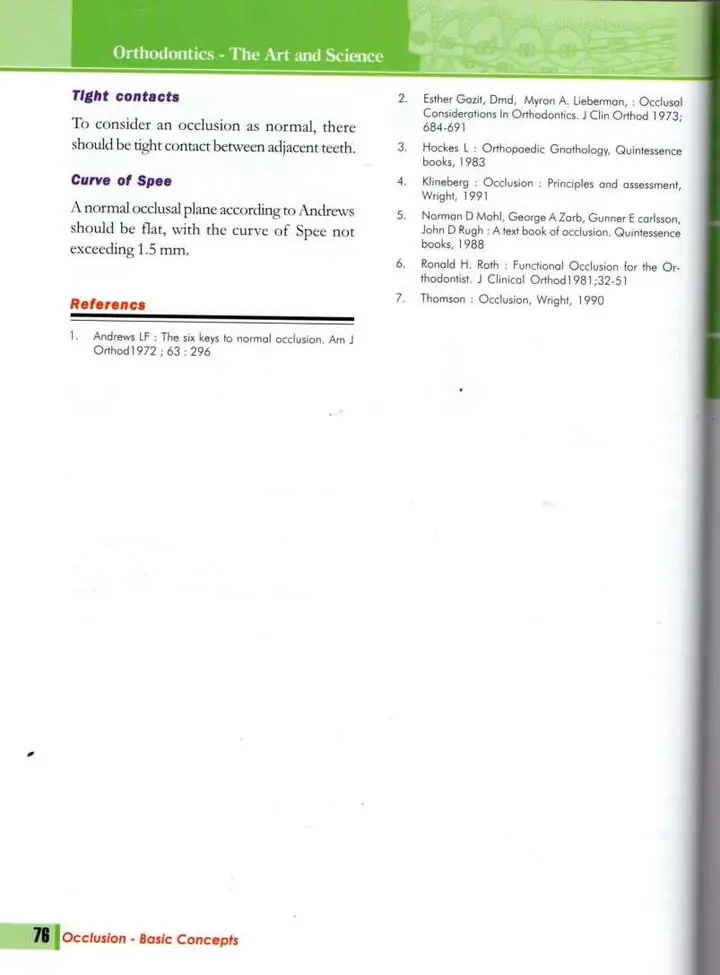 Orthodontics - The Art and Science
Tight contacts
To consider an occlusion as normal, there
should be tight contact between adjacent teeth.
Curve of Spee
A normal occlusal plane according to Andrews
should be flat, with the curve of Spee not
exceeding 1.5 mm.
Referencs
1. Andrews LF : The six keys to normal occlusion. Am J
Orthod1972 ; 63 : 296
2. Esther Gazit, Dmd, Myron A. Lieberman, : Occlusal
Considerations In Orthodontics. J Clin Orthod 1973;
684-691
3. Hockes L : Orthopaedic Gnathology, Quintessence
books, 1983
4. Klineberg : Occlusion : Principles and assessment,
Wright, 1991
5. Norman D Mohl, George A Zarb, Gunner E carlsson,
John D Rugh : A text book of occlusion. Quintessence
books, 1988
6. Ronald H. Roth : Functional Occlusion for the Or-
thodontist. J Clinical Orthod1981;32-51
7. Thomson : Occlusion, Wright, 1990
76 Occlusion - Basic Concepts